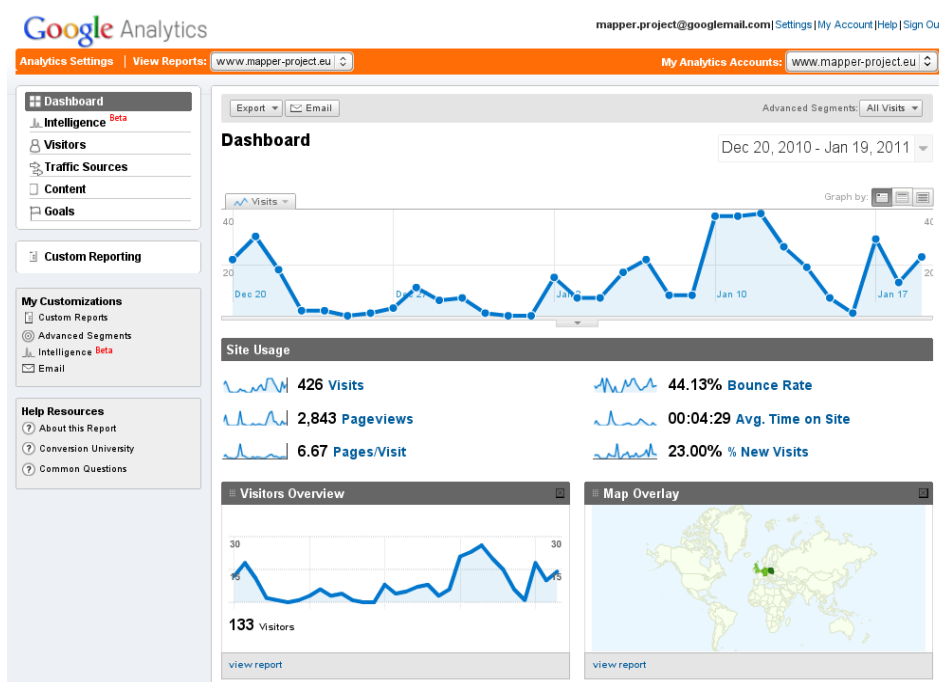 Google Analytics
mapper.project@googlemail.com|Settings|My Account|Help|Sign Ou
Analytics Settings | View Reports: www.mapper-project.eu
My Analytics Accounts: www.mapper-project.eu
Dashboard
Intelligence Beta
Visitors
Traffic Sources
Content
Goals
Custom Reporting
My Customizations
Custom Reports
Advanced Segments
Intelligence Beta
Email
Help Resources
About this Report
Conversion University
Common Questions
Export Email
Advanced Segments: All Visits
Dashboard
Dec 20, 2010 - Jan 19, 2011
Visits
Graph by:
40 40
20 20
Dec 20 Dec 27 Jan 3 Jan 10 Jan 17
Site Usage
426 Visits
44.13% Bounce Rate
2,843 Pageviews
00:04:29 Avg. Time on Site
6.67 Pages/Visit
23.00% % New Visits
Visitors Overview
30 30
15 15
133 Visitors
view report
Map Overlay
view report